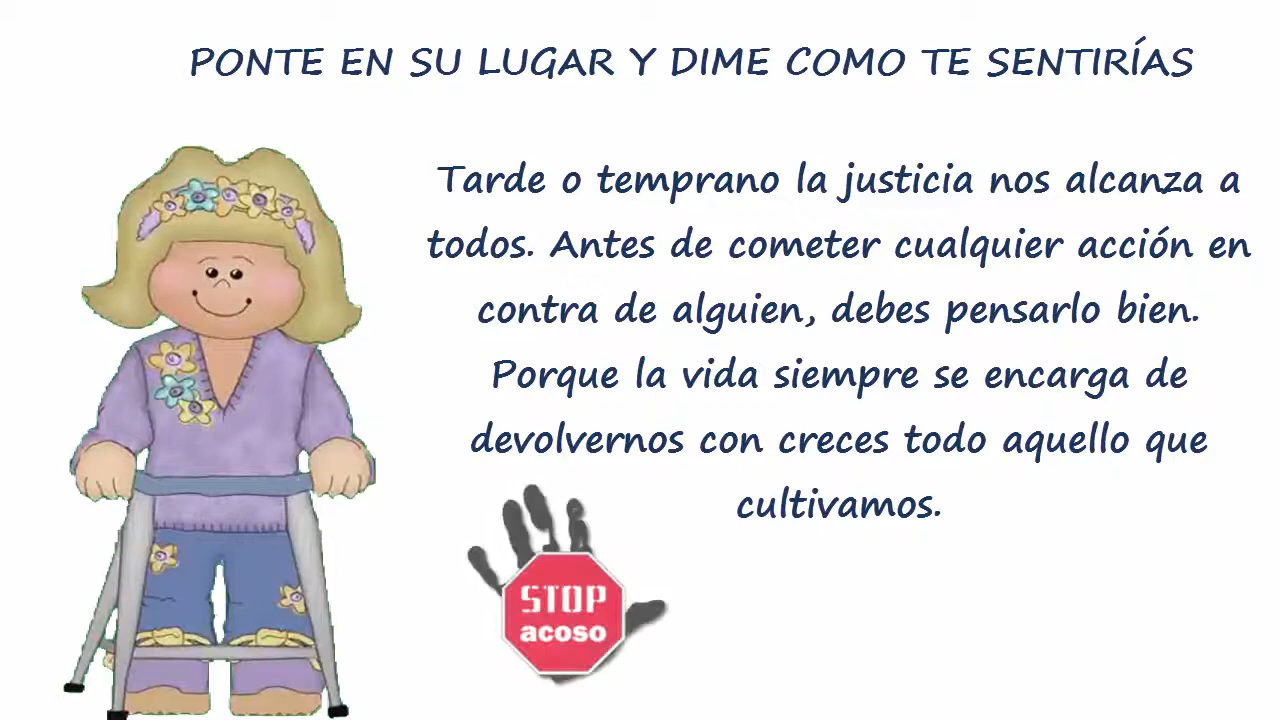 PONTE EN SU LUGAR Y DIME COMO TE SENTIRÍAS
Tarde o temprano la justicia nos alcanza a
todos. Antes de cometer cualquier acción en
contra de alguien, debes pensarlo bien.
Porque la vida siempre se encarga de
devolvernos con creces todo aquello que
cultivamos.
STOP
acoso